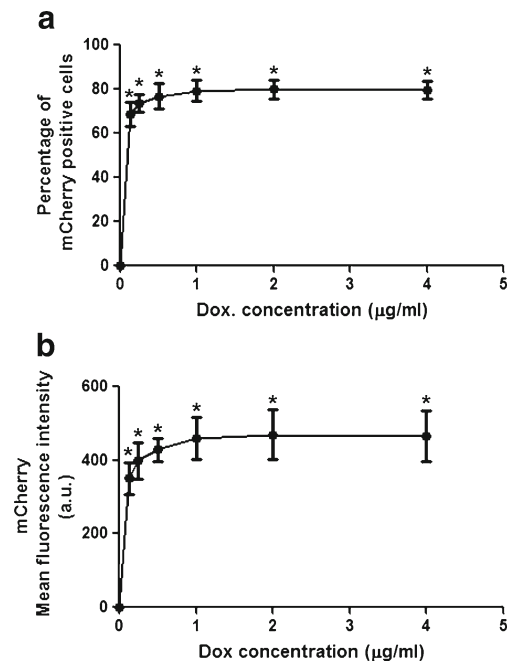 a
Percentage of
mCherry positive cells
100
80
60
40
20
0
* * * * * *
0 1 2 3 4 5
Dox. concentration (μg/ml)
b
mCherry
Mean fluorescence intensity
(a.u.)
600
400
200
0
* * * * * *
0 1 2 3 4 5
Dox concentration (μg/ml)